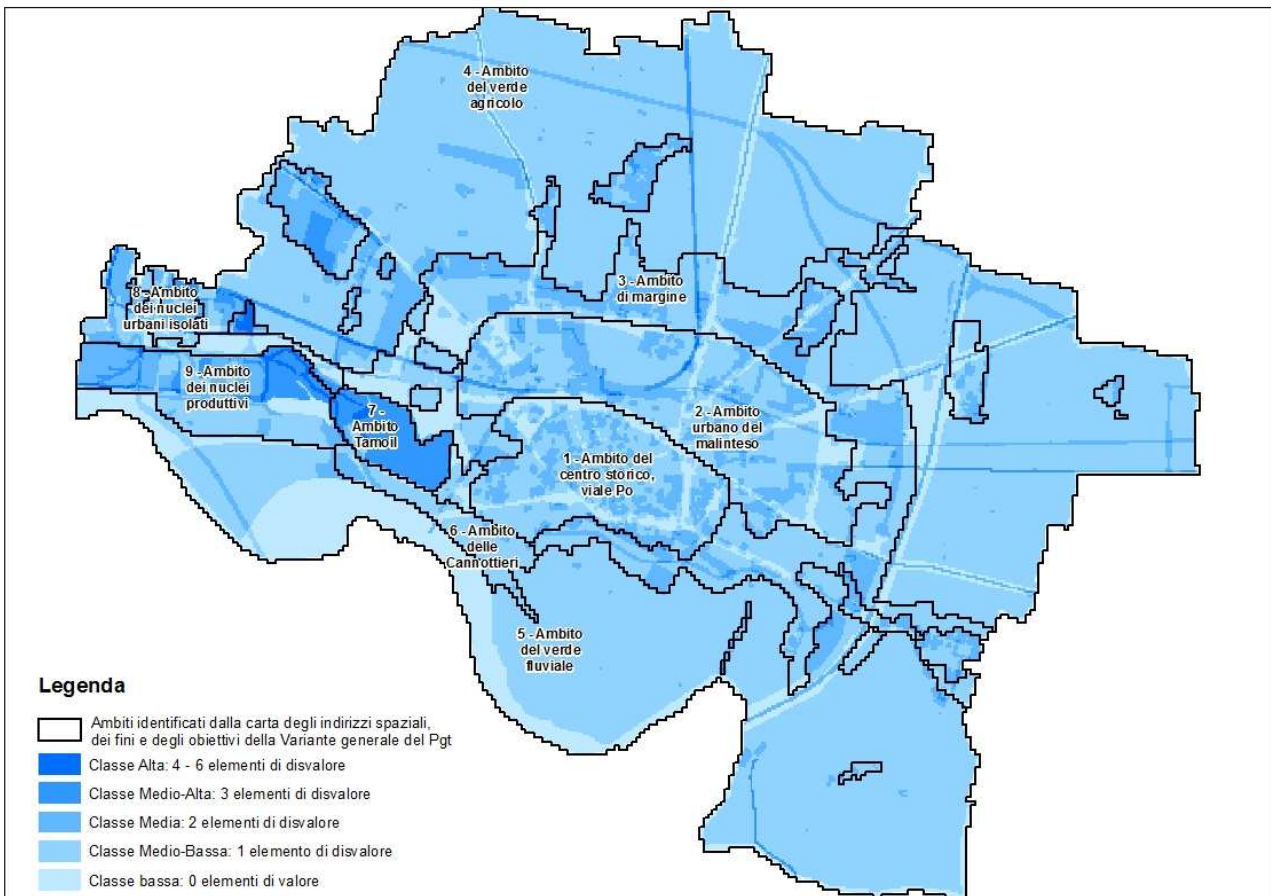 4 - Ambito
del verde
agricolo
3 - Ambito
di margine
8 - Ambito
dei nuclei
urbani isolati
9 - Ambito
dei nuclei
produttivi
7 -
Ambito
Tamoil
2 - Ambito
urbano del
malinteso
1 - Ambito del
centro storico,
viale Po
6 - Ambito
delle
Cannottieri
5 - Ambito
del verde
fluviale
Legenda
Ambiti identificati dalla carta degli indirizzi spaziali,
dei fini e degli obiettivi della Variante generale del Pgt
Classe Alta: 4 - 6 elementi di disvalore
Classe Medio-Alta: 3 elementi di disvalore
Classe Media: 2 elementi di disvalore
Classe Medio-Bassa: 1 elemento di disvalore
Classe bassa: 0 elementi di valore